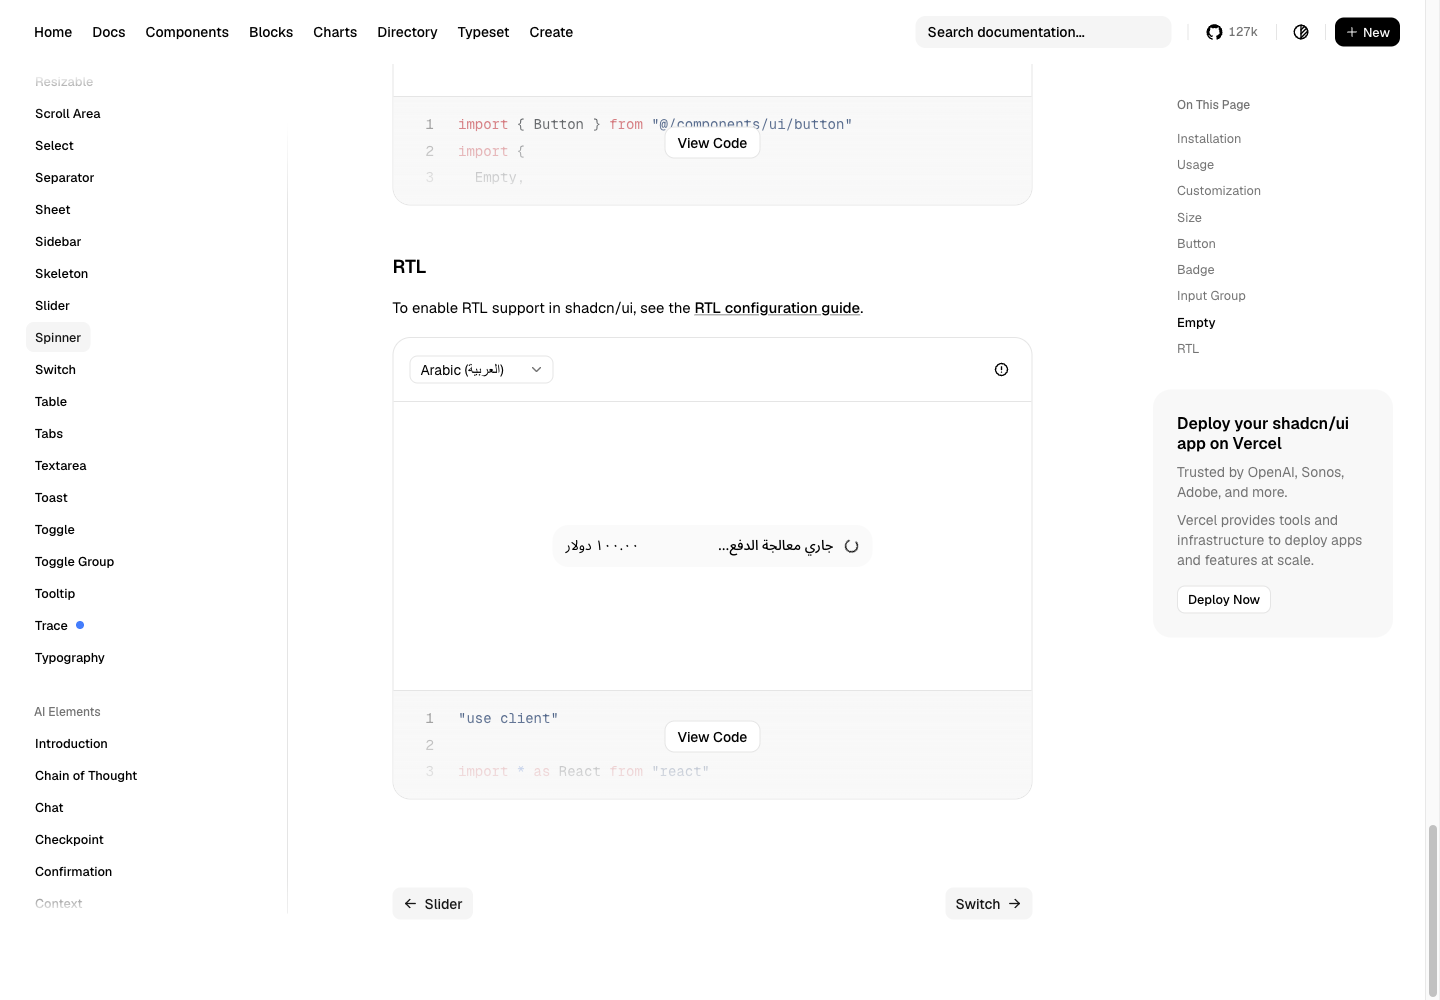 Home Docs Components Blocks Charts Directory Typeset Create
Search documentation...
127k
New
Resizable
Scroll Area
Select
Separator
Sheet
Sidebar
Skeleton
Slider
Spinner
Switch
Table
Tabs
Textarea
Toast
Toggle
Toggle Group
Tooltip
Trace
Typography
AI Elements
Introduction
Chain of Thought
Chat
Checkpoint
Confirmation
Context
1 import { Button } from "@/components/ui/button"
2 import {
3 Empty,
View Code
RTL
To enable RTL support in shadcn/ui, see the RTL configuration guide.
Arabic (العربية)
جاري معالجة الدفع...
١٠٠.٠٠ دولار
1 "use client"
2
3 import * as React from "react"
View Code
← Slider
Switch →
On This Page
Installation
Usage
Customization
Size
Button
Badge
Input Group
Empty
RTL
Deploy your shadcn/ui
app on Vercel
Trusted by OpenAI, Sonos,
Adobe, and more.
Vercel provides tools and
infrastructure to deploy apps
and features at scale.
Deploy Now